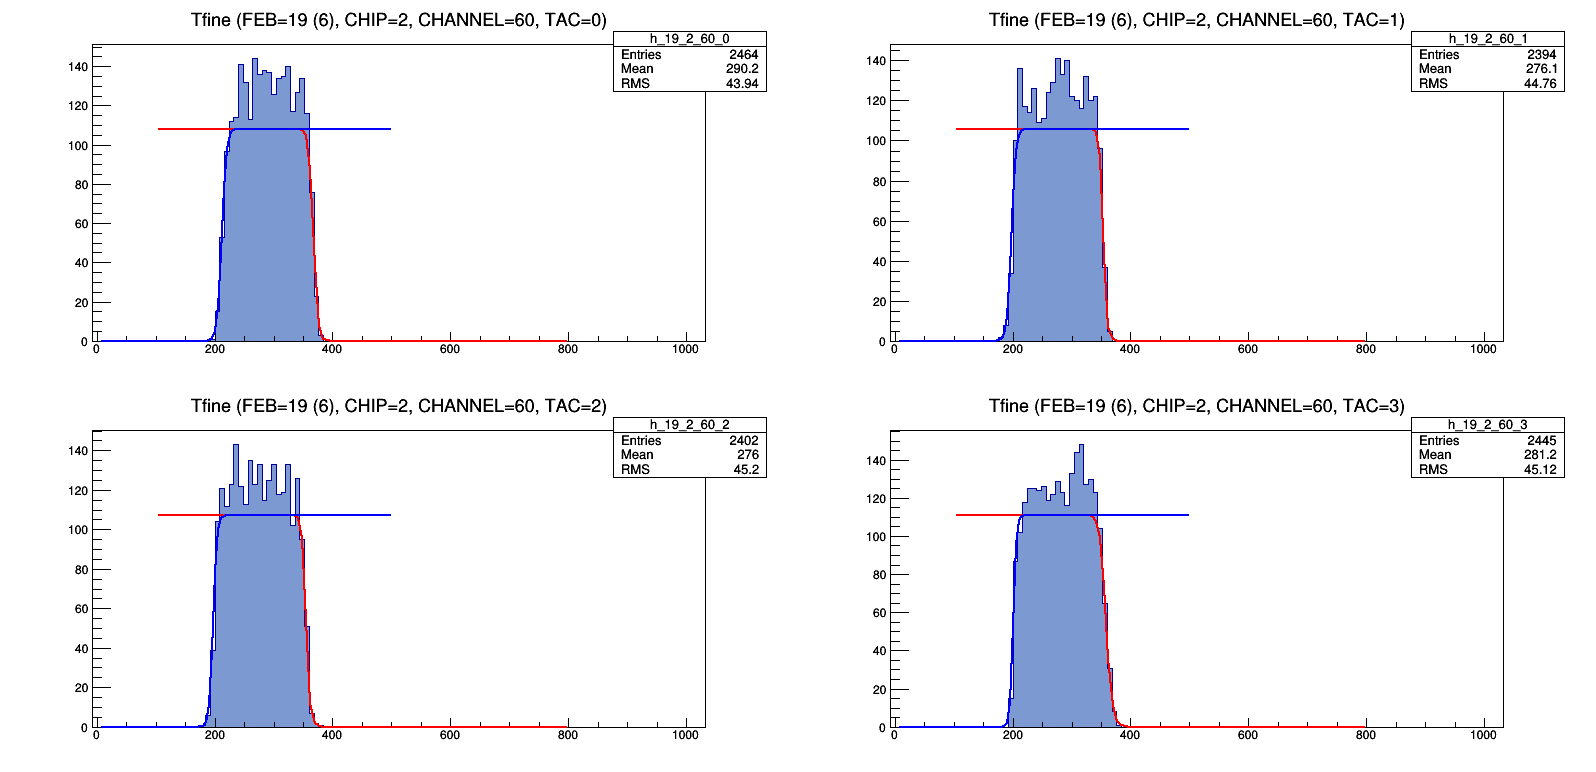 Tfine (FEB=19 (6), CHIP=2, CHANNEL=60, TAC=0)
h_19_2_60_0
Entries 2464
Mean 290.2
RMS 43.94
140
120
100
80
60
40
20
0
0 200 400 600 800 1000
Tfine (FEB=19 (6), CHIP=2, CHANNEL=60, TAC=1)
h_19_2_60_1
Entries 2394
Mean 276.1
RMS 44.76
140
120
100
80
60
40
20
0
0 200 400 600 800 1000
Tfine (FEB=19 (6), CHIP=2, CHANNEL=60, TAC=2)
h_19_2_60_2
Entries 2402
Mean 276
RMS 45.2
140
120
100
80
60
40
20
0
0 200 400 600 800 1000
Tfine (FEB=19 (6), CHIP=2, CHANNEL=60, TAC=3)
h_19_2_60_3
Entries 2445
Mean 281.2
RMS 45.12
140
120
100
80
60
40
20
0
0 200 400 600 800 1000